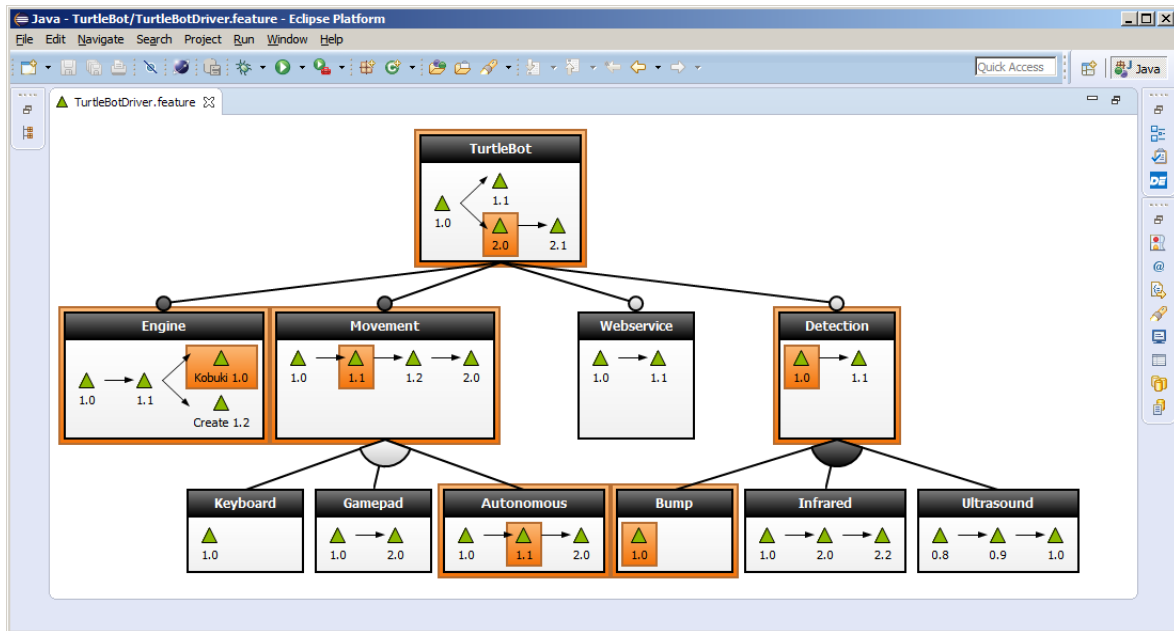 Java - TurtleBot/TurtleBotDriver.feature - Eclipse Platform
File Edit Navigate Search Project Run Window Help
Quick Access
Java
TurtleBotDriver.feature
DE
@
TurtleBot
1.1
1.0
2.0 2.1
Engine Movement Webservice Detection
Kobuki 1.0 1.0 1.1 1.2 2.0 1.0 1.1 1.0 1.1
1.0 1.1
Create 1.2
Keyboard Gamepad Autonomous Bump Infrared Ultrasound
1.0 1.0 2.0 1.0 1.1 2.0 1.0 1.0 2.0 2.2 0.8 0.9 1.0